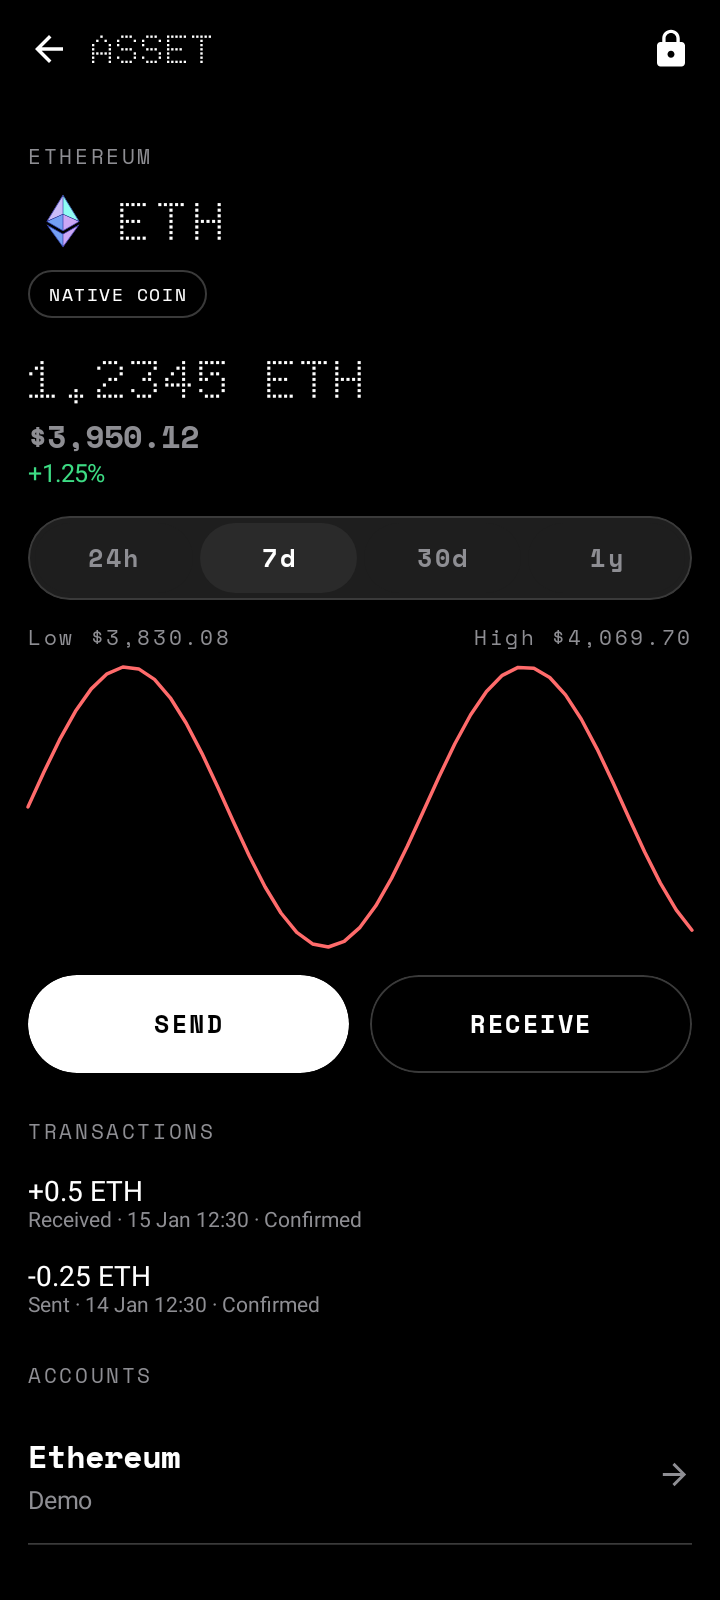 ASSET
ETHEREUM
ETH
NATIVE COIN
1,2345 ETH
$3,950.12
+1.25%
24h 7d 30d 1y
Low $3,830.08 High $4,069.70
SEND RECEIVE
TRANSACTIONS
+0.5 ETH
Received · 15 Jan 12:30 · Confirmed
-0.25 ETH
Sent · 14 Jan 12:30 · Confirmed
ACCOUNTS
Ethereum
Demo